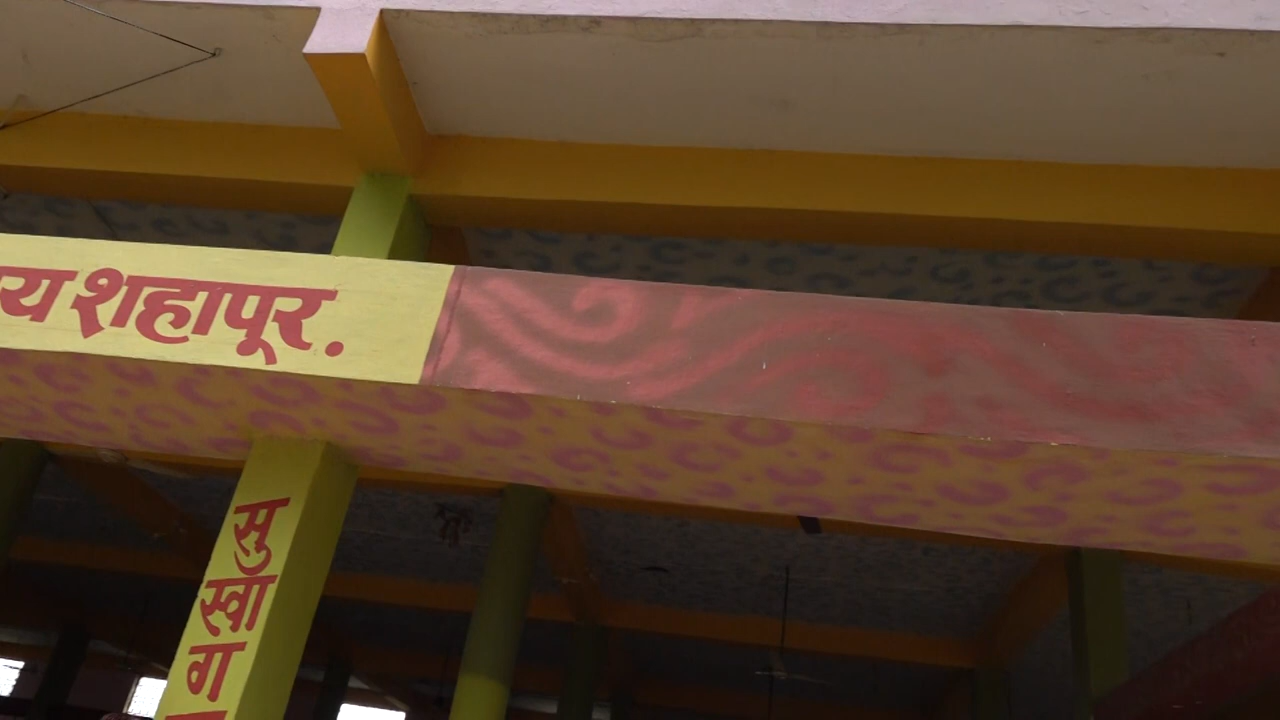 य शहापूर.
सु
स्वा
ग